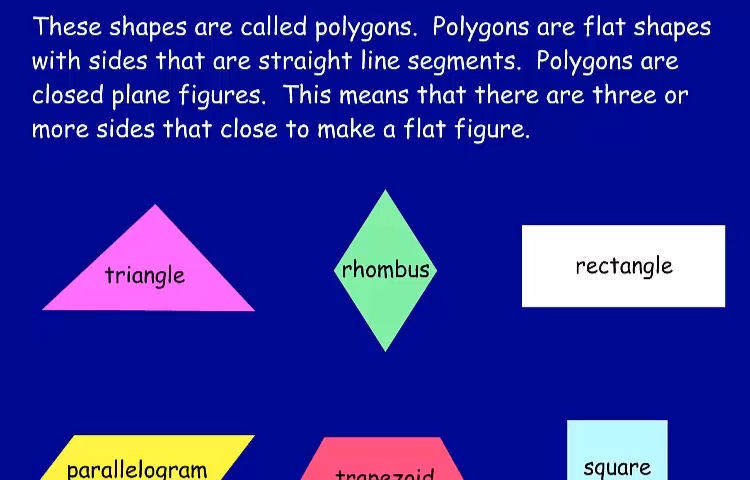 These shapes are called polygons. Polygons are flat shapes
with sides that are straight line segments. Polygons are
closed plane figures. This means that there are three or
more sides that close to make a flat figure.
triangle
rhombus
rectangle
parallelogram
trapezoid
square